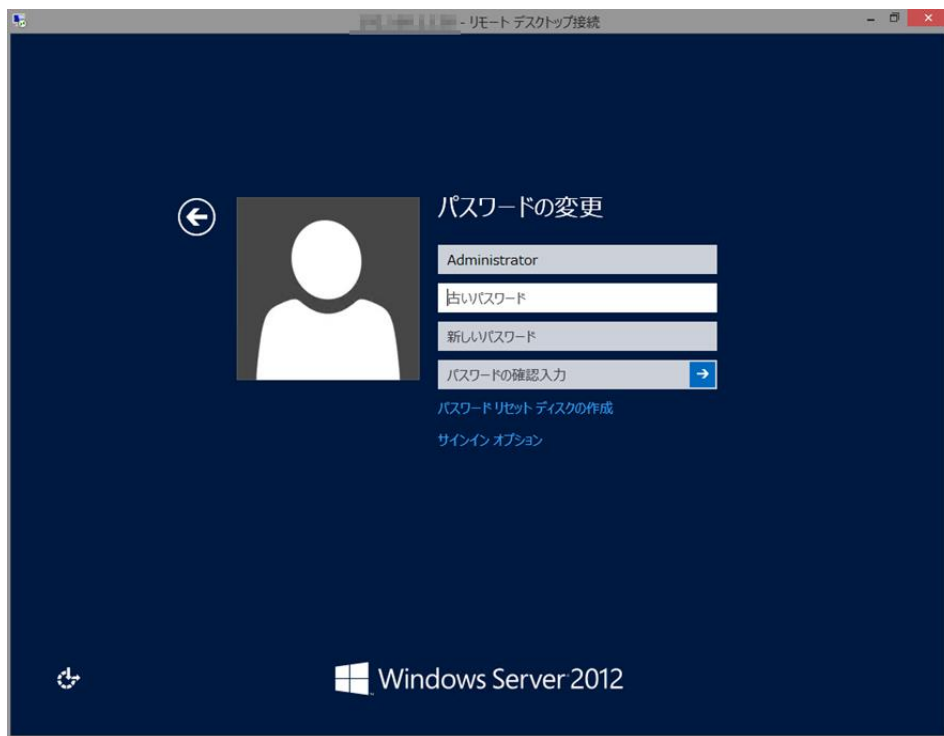 - リモート デスクトップ接続
パスワードの変更
Administrator
古いパスワード
新しいパスワード
パスワードの確認入力
パスワード リセット ディスクの作成
サインイン オプション
Windows Server 2012